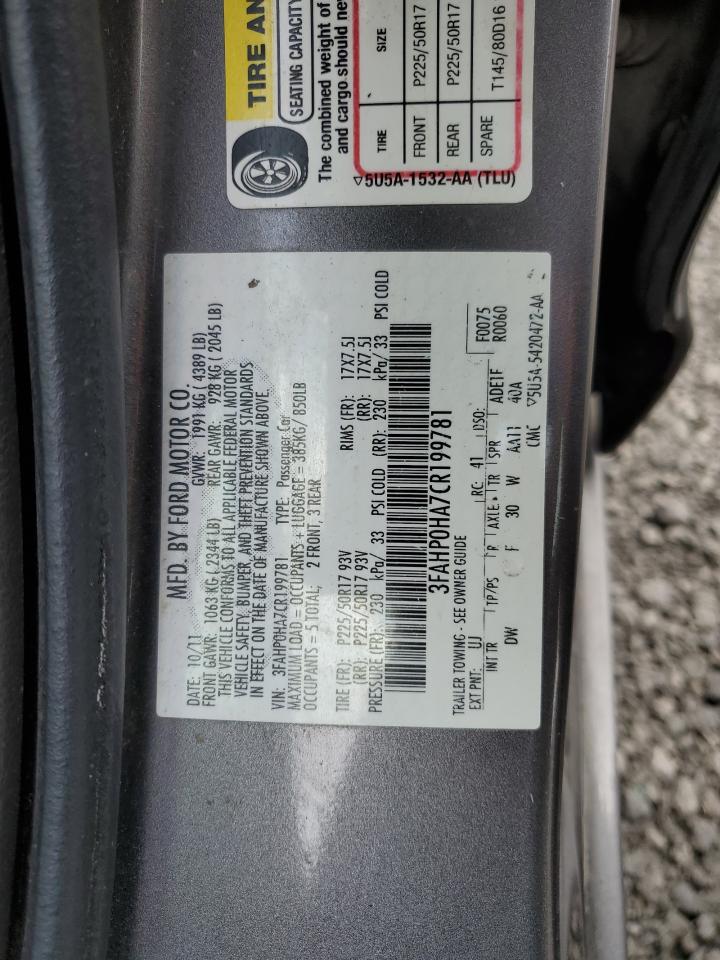 TIRE AN
SEATING CAPACITY
The combined weight of
and cargo should nev
TIRE SIZE
FRONT P225/50R17
REAR P225/50R17
SPARE T145/80D16
▽5U5A-1532-AA (TLU)
MFD. BY FORD MOTOR CO.
DATE: 10/11 GVWR: 1991 KG ( 4389 LB)
FRONT GAWR: 1063 KG ( 2344 LB) REAR GAWR: 928 KG ( 2045 LB)
THIS VEHICLE CONFORMS TO ALL APPLICABLE FEDERAL MOTOR
VEHICLE SAFETY, BUMPER, AND THEFT PREVENTION STANDARDS
IN EFFECT ON THE DATE OF MANUFACTURE SHOWN ABOVE.
VIN: 3FAHP0HA7CR199781 TYPE: Passenger Car
MAXIMUM LOAD = OCCUPANTS + LUGGAGE = 385KG/ 850LB
OCCUPANTS = 5 TOTAL; 2 FRONT, 3 REAR
TIRE (FR): P225/50R17 93V RIMS (FR): 17X7.5J
(RR): P225/50R17 93V (RR): 17X7.5J
PRESSURE (FR): 230 kPa/ 33 PSI COLD (RR): 230 kPa/ 33 PSI COLD
3FAHP0HA7CR199781
TRAILER TOWING - SEE OWNER GUIDE F0075
EXT PNT: UJ RC: 41 DSO: R0060
INT TR TP/PS R AXLE TR SPR ADE1F
DW F 30 W AA11 40A
CMC ▽5U5A-5420472-AA